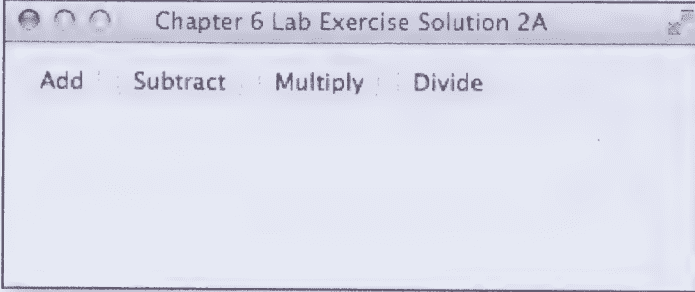 Chapter 6 Lab Exercise Solution 2A
Add Subtract Multiply Divide